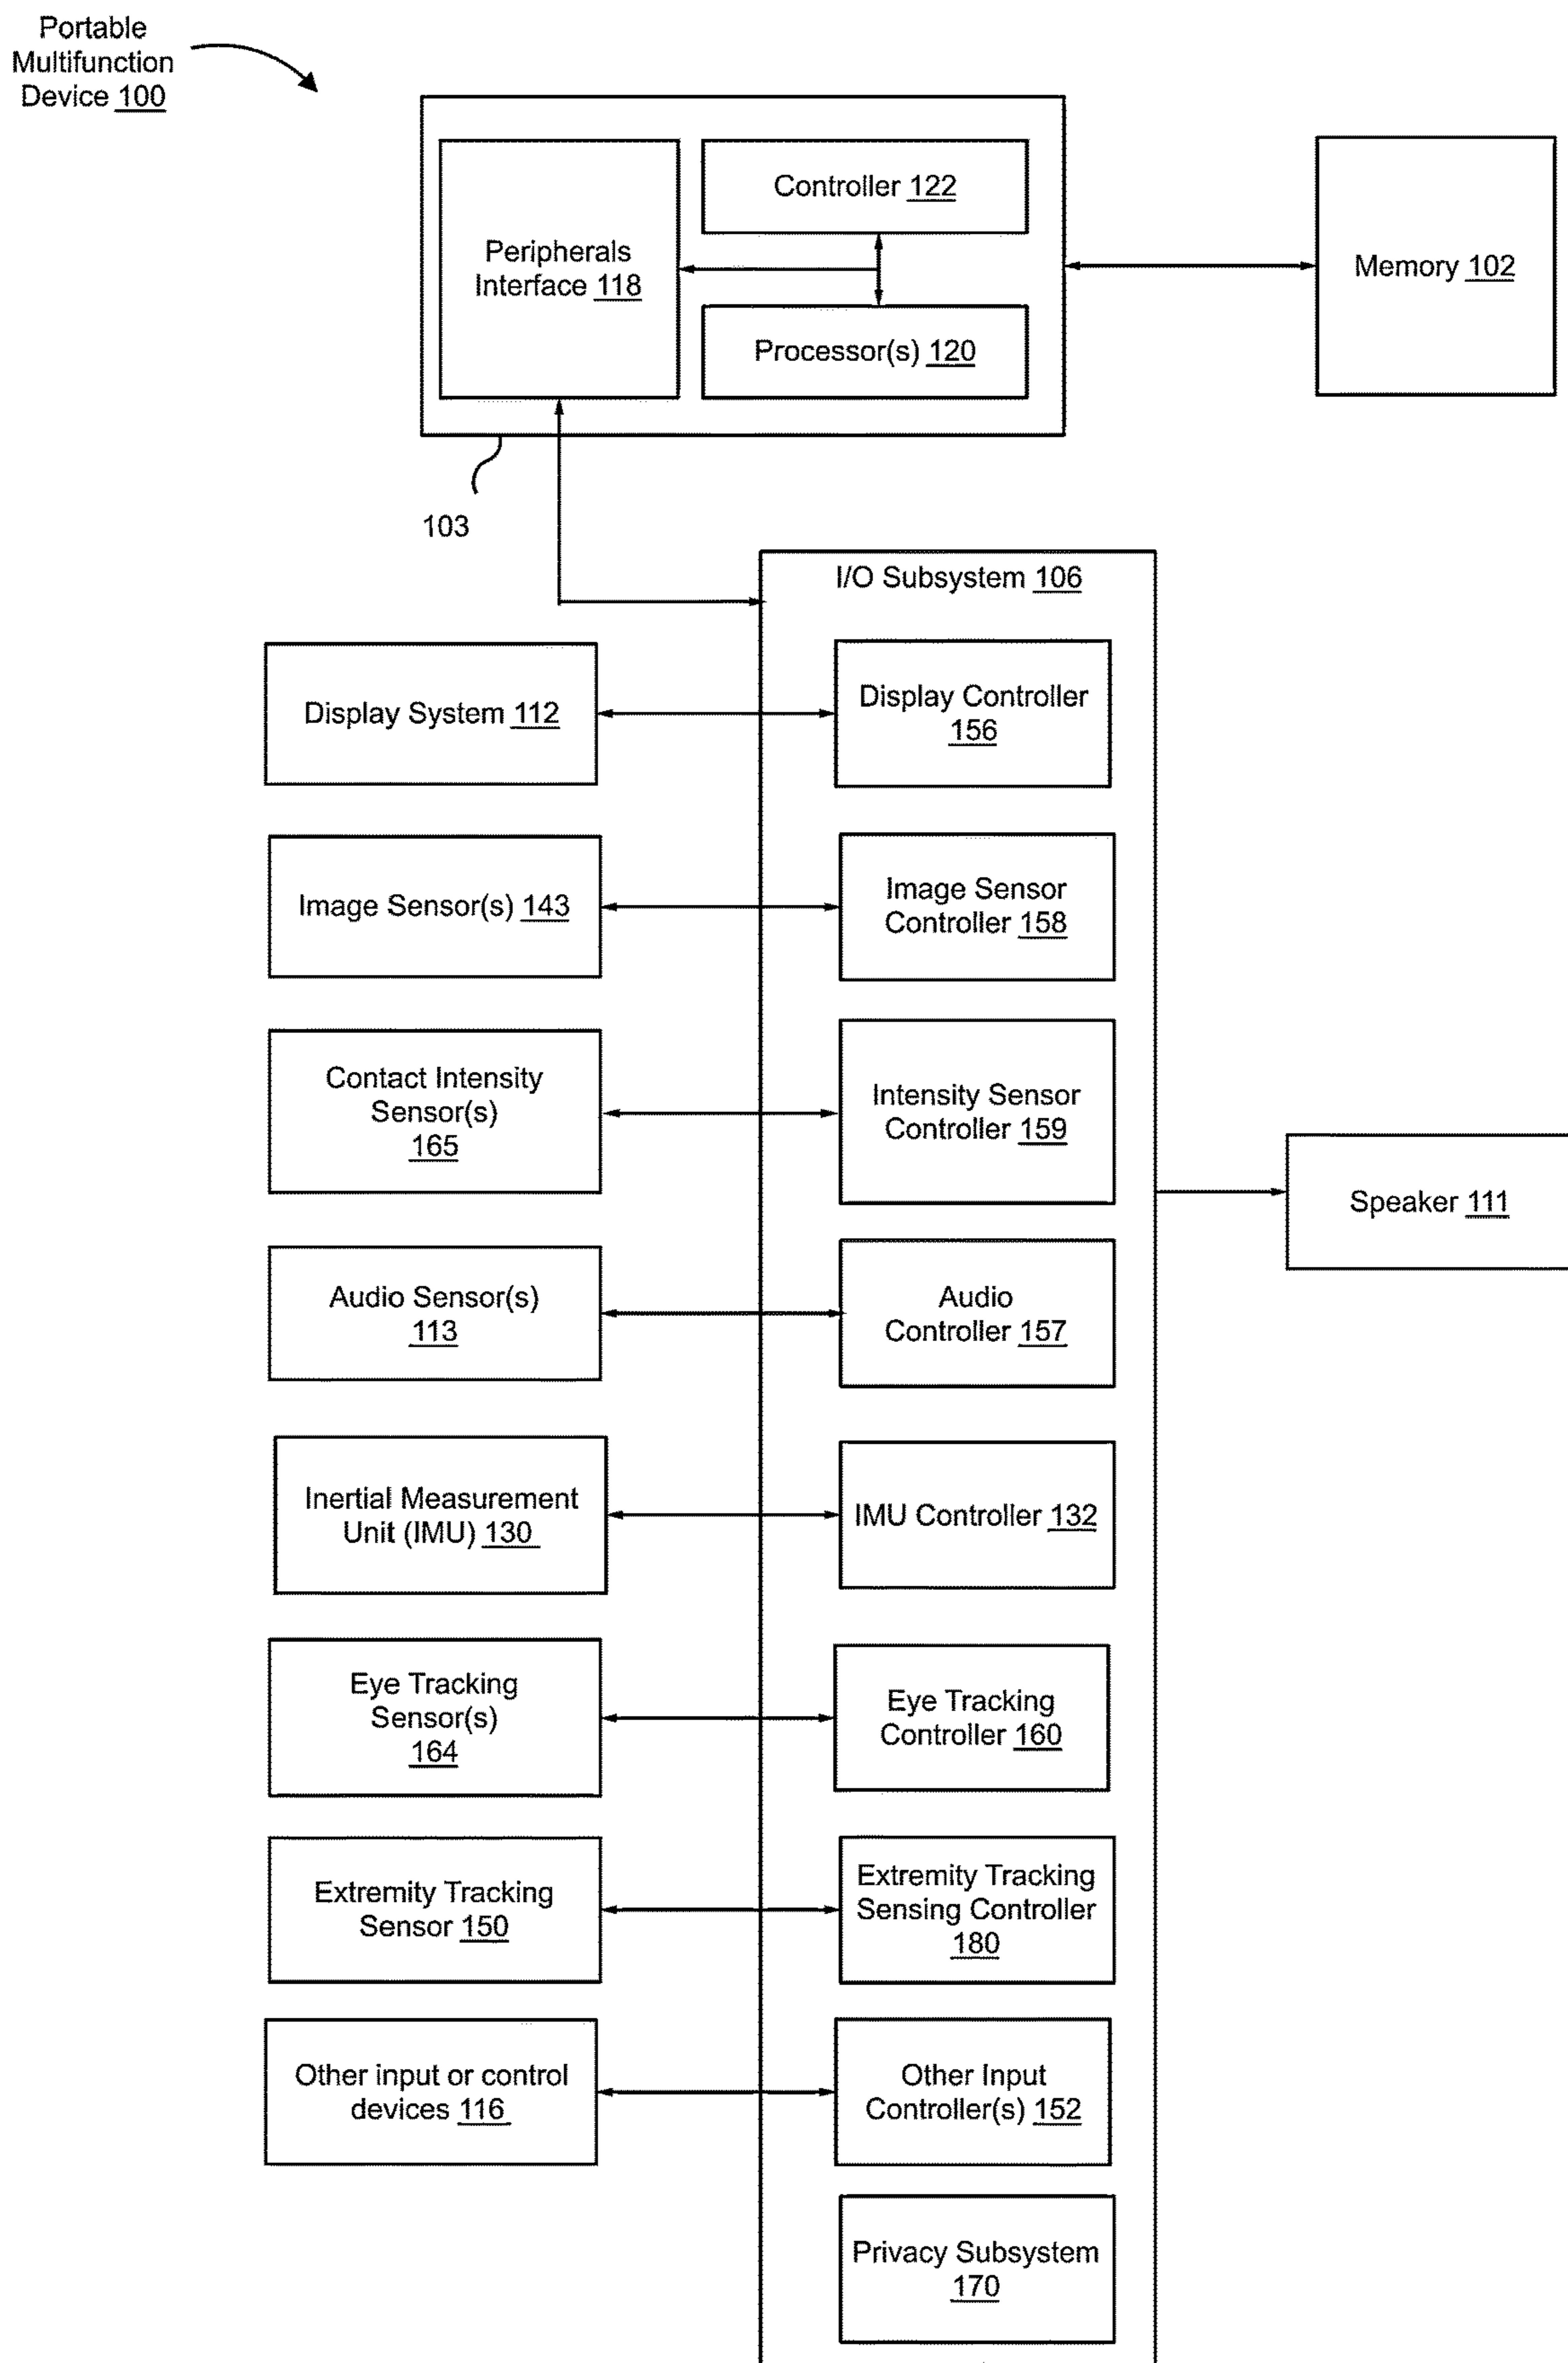 Portable
Multifunction
Device 100
Controller 122
Peripherals
Interface 118
Processor(s) 120
Memory 102
103
I/O Subsystem 106
Display System 112
Display Controller
156
Image Sensor(s) 143
Image Sensor
Controller 158
Contact Intensity
Sensor(s)
165
Intensity Sensor
Controller 159
Speaker 111
Audio Sensor(s)
113
Audio
Controller 157
Inertial Measurement
Unit (IMU) 130
IMU Controller 132
Eye Tracking
Sensor(s)
164
Eye Tracking
Controller 160
Extremity Tracking
Sensor 150
Extremity Tracking
Sensing Controller
180
Other input or control
devices 116
Other Input
Controller(s) 152
Privacy Subsystem
170